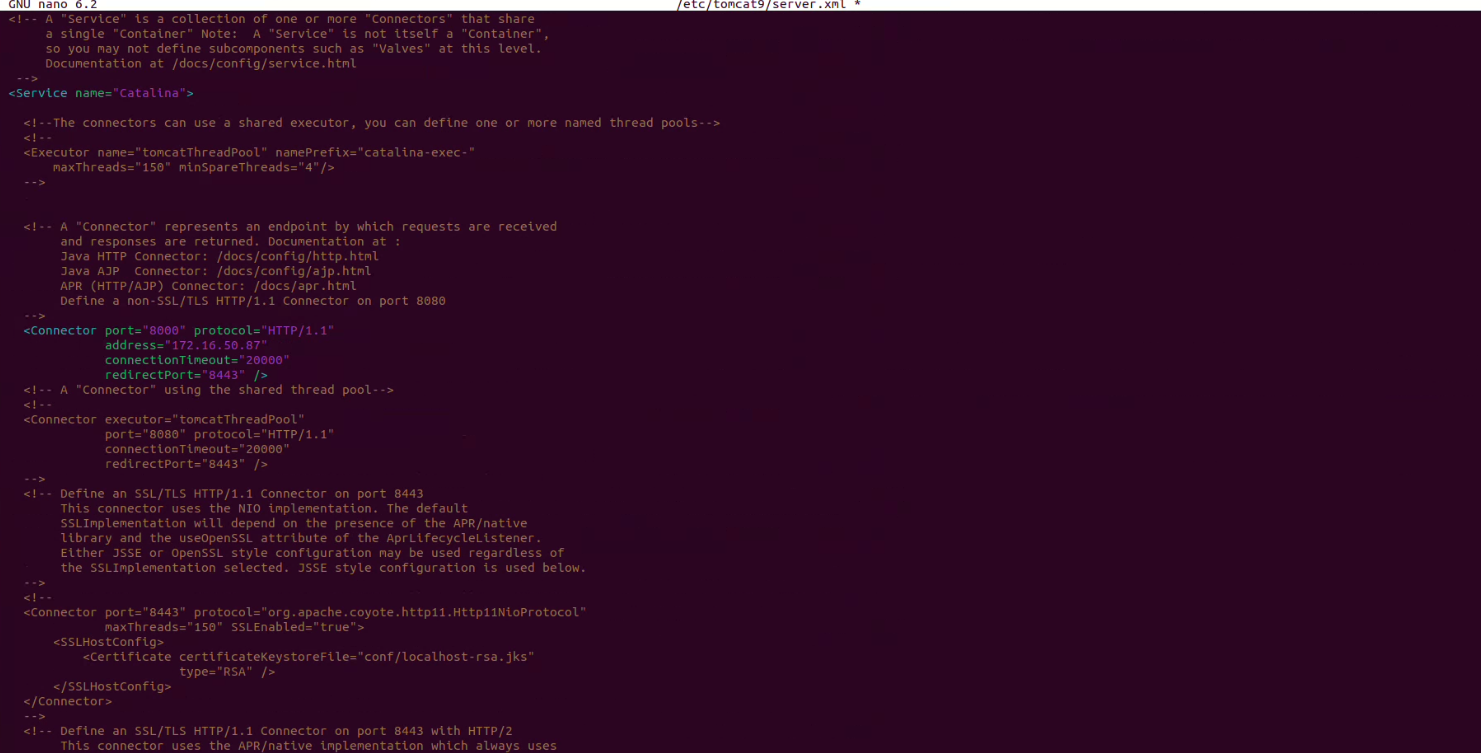 GNU nano 6.2 /etc/tomcat9/server.xml *
<!-- A "Service" is a collection of one or more "Connectors" that share
a single "Container" Note:  A "Service" is not itself a "Container",
so you may not define subcomponents such as "Valves" at this level.
Documentation at /docs/config/service.html
-->
<Service name="Catalina">
<!--The connectors can use a shared executor, you can define one or more named thread pools-->
<!--
<Executor name="tomcatThreadPool" namePrefix="catalina-exec-"
maxThreads="150" minSpareThreads="4"/>
-->
<!-- A "Connector" represents an endpoint by which requests are received
and responses are returned. Documentation at :
Java HTTP Connector: /docs/config/http.html
Java AJP  Connector: /docs/config/ajp.html
APR (HTTP/AJP) Connector: /docs/apr.html
Define a non-SSL/TLS HTTP/1.1 Connector on port 8080
-->
<Connector port="8000" protocol="HTTP/1.1"
address="172.16.50.87"
connectionTimeout="20000"
redirectPort="8443" />
<!-- A "Connector" using the shared thread pool-->
<!--
<Connector executor="tomcatThreadPool"
port="8080" protocol="HTTP/1.1"
connectionTimeout="20000"
redirectPort="8443" />
-->
<!-- Define an SSL/TLS HTTP/1.1 Connector on port 8443
This connector uses the NIO implementation. The default
SSLImplementation will depend on the presence of the APR/native
library and the useOpenSSL attribute of the AprLifecycleListener.
Either JSSE or OpenSSL style configuration may be used regardless of
the SSLImplementation selected. JSSE style configuration is used below.
-->
<!--
<Connector port="8443" protocol="org.apache.coyote.http11.Http11NioProtocol"
maxThreads="150" SSLEnabled="true">
<SSLHostConfig>
<Certificate certificateKeystoreFile="conf/localhost-rsa.jks"
type="RSA" />
</SSLHostConfig>
</Connector>
-->
<!-- Define an SSL/TLS HTTP/1.1 Connector on port 8443 with HTTP/2
This connector uses the APR/native implementation which always uses